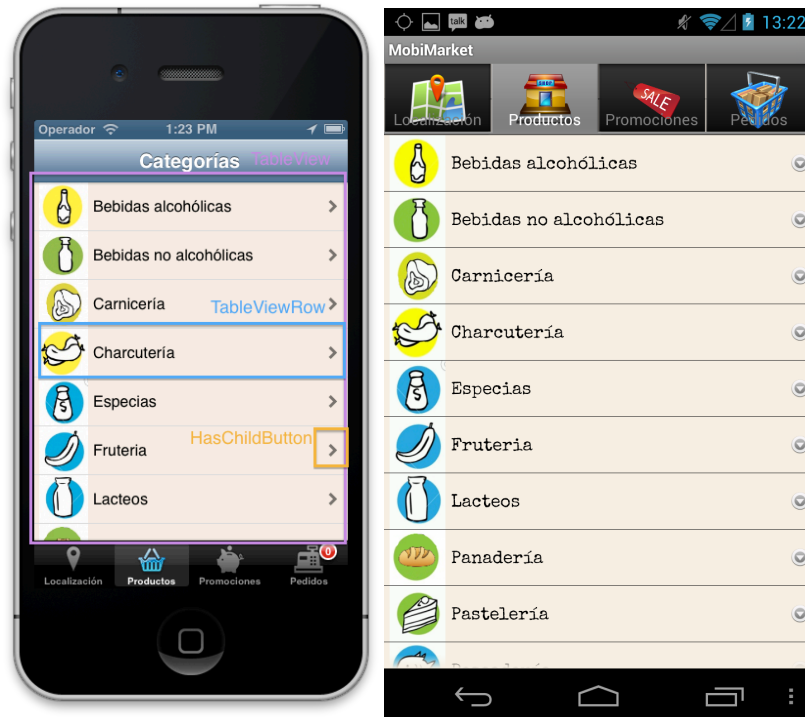 Operador
1:23 PM
Categorías
TableView
Bebidas alcohólicas
Bebidas no alcohólicas
Carnicería
TableViewRow
Charcutería
Especias
Fruteria
HasChildButton
Lacteos
0
Localización
Productos
Promociones
Pedidos
talk
13:22
MobiMarket
SHOP
SALE
Localización
Productos
Promociones
Pedidos
Bebidas alcohólicas
Bebidas no alcohólicas
Carnicería
Charcutería
Especias
Fruteria
Lacteos
Panadería
Pastelería